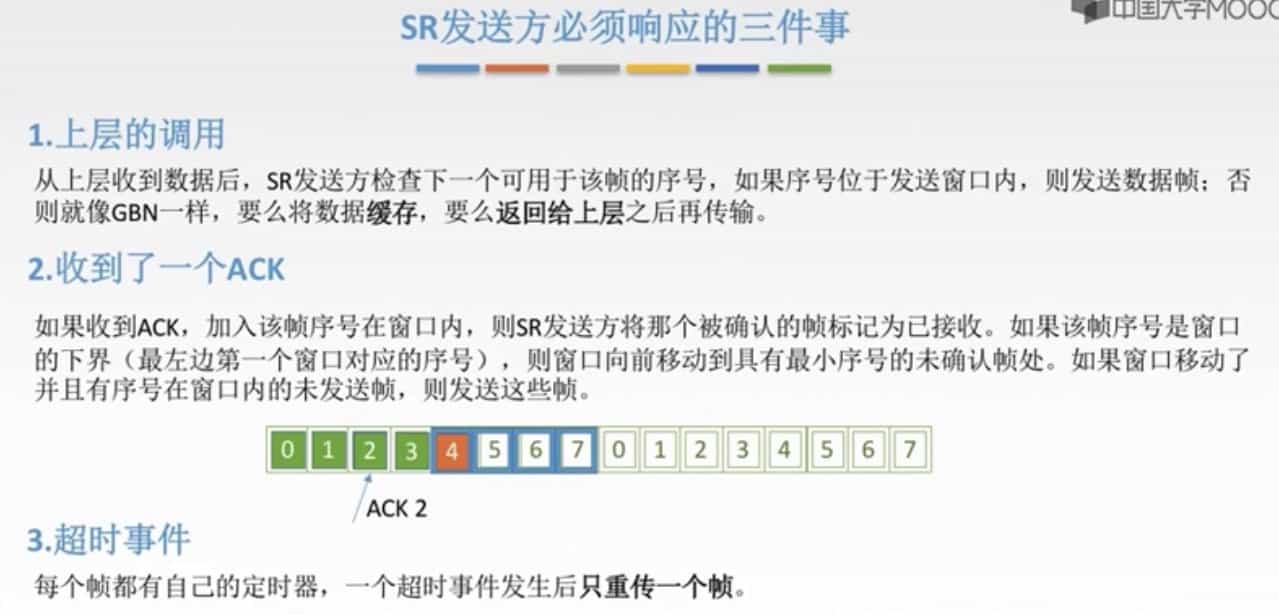 中国大学MOOC
SR发送方必须响应的三件事
1.上层的调用
从上层收到数据后，SR发送方检查下一个可用于该帧的序号，如果序号位于发送窗口内，则发送数据帧；否
则就像GBN一样，要么将数据缓存，要么返回给上层之后再传输。
2.收到了一个ACK
如果收到ACK，加入该帧序号在窗口内，则SR发送方将那个被确认的帧标记为已接收。如果该帧序号是窗口
的下界（最左边第一个窗口对应的序号），则窗口向前移动到具有最小序号的未确认帧处。如果窗口移动了
并且有序号在窗口内的未发送帧，则发送这些帧。
0 1 2 3 4 5 6 7 0 1 2 3 4 5 6 7
ACK 2
3.超时事件
每个帧都有自己的定时器，一个超时事件发生后只重传一个帧。